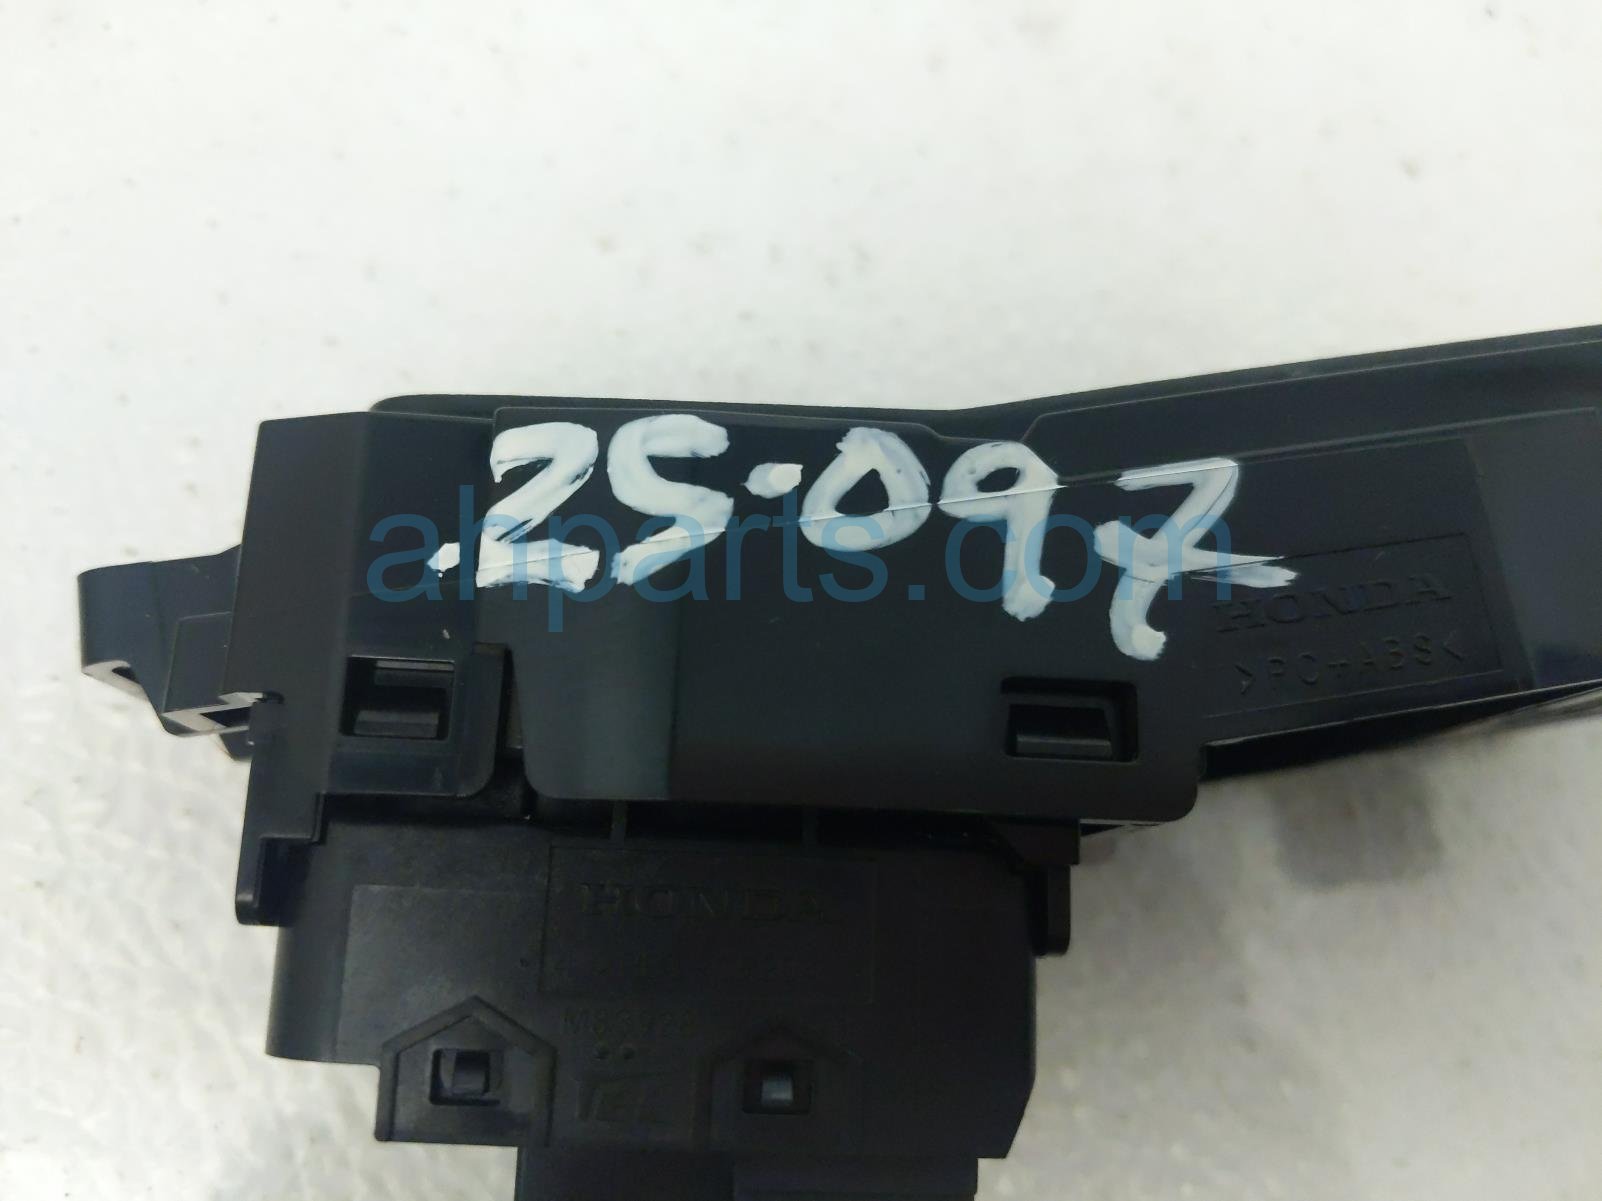 .25.097
ahparts.com
HONDA
>PC+ABS<
HONDA